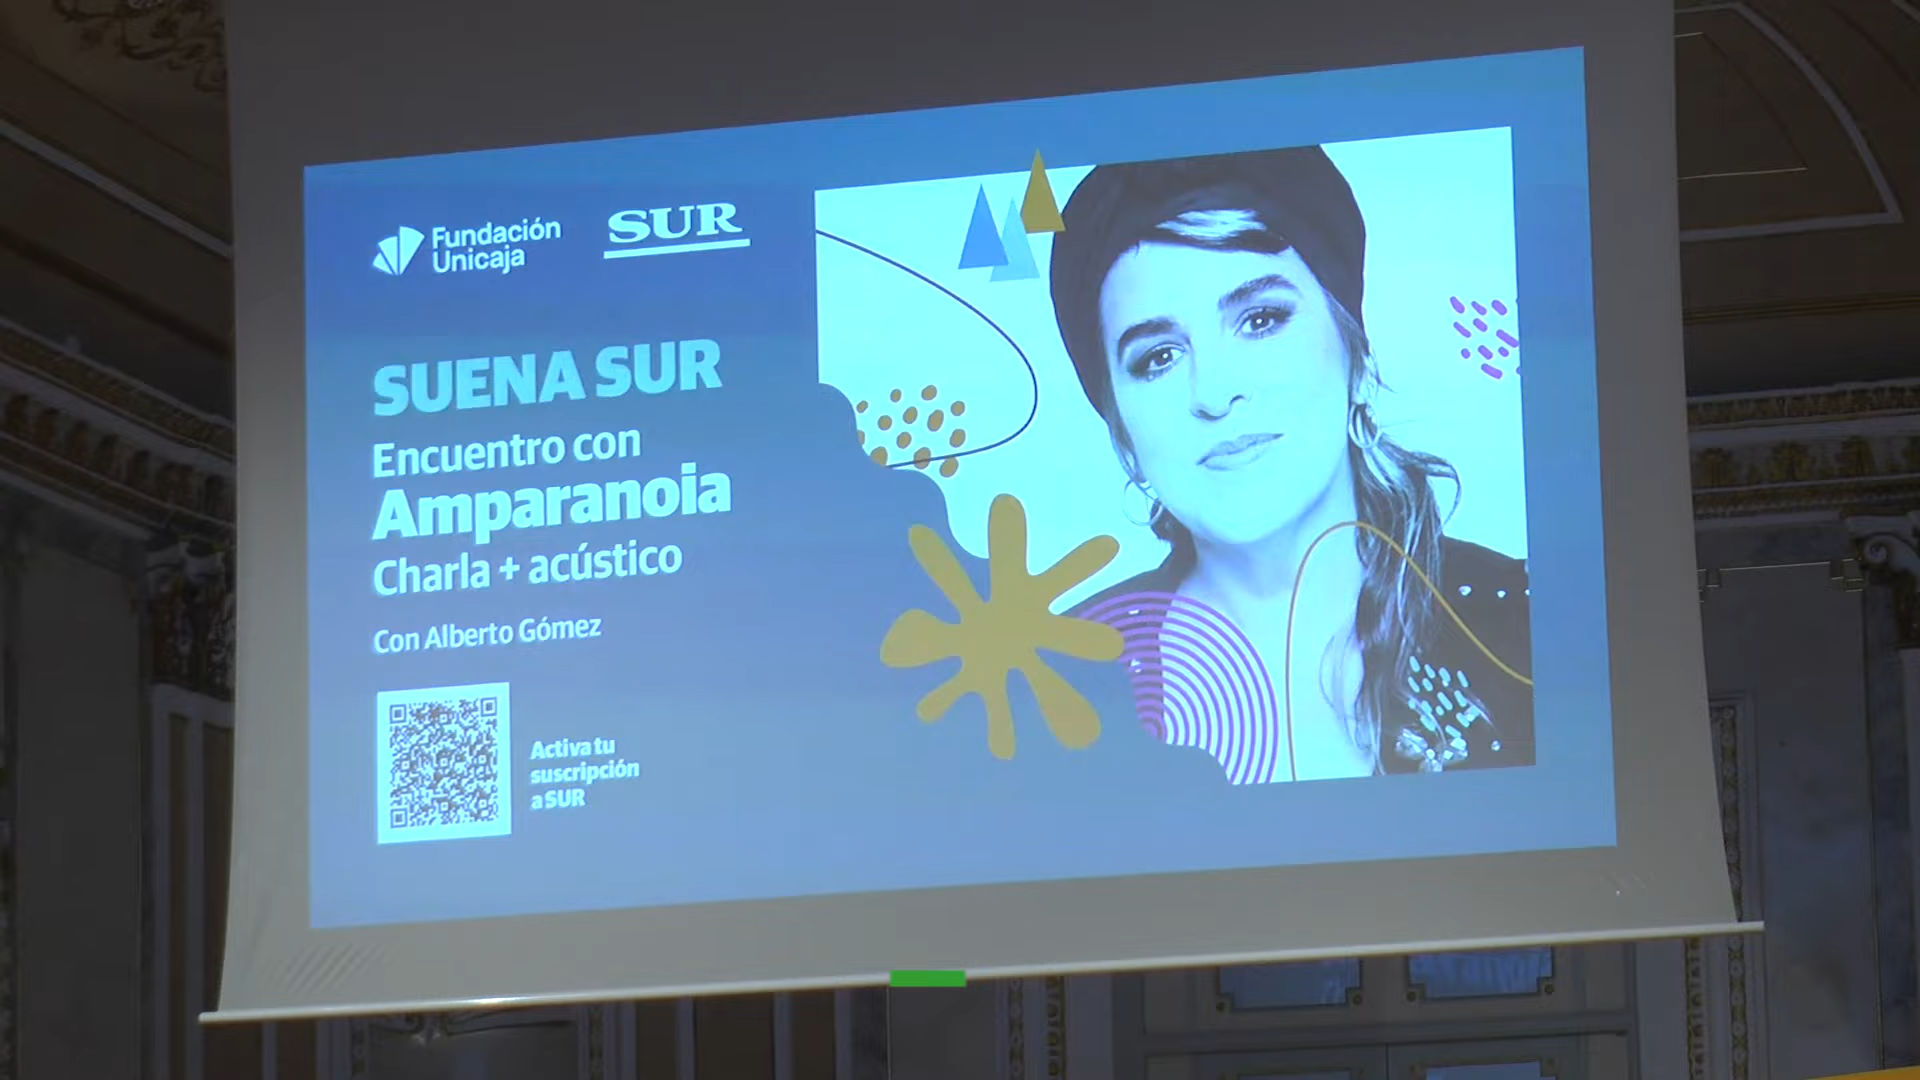 Fundación
Unicaja
SUR
SUENA SUR
Encuentro con
Amparanoia
Charla + acústico
Con Alberto Gómez
Activa tu
suscripción
a SUR